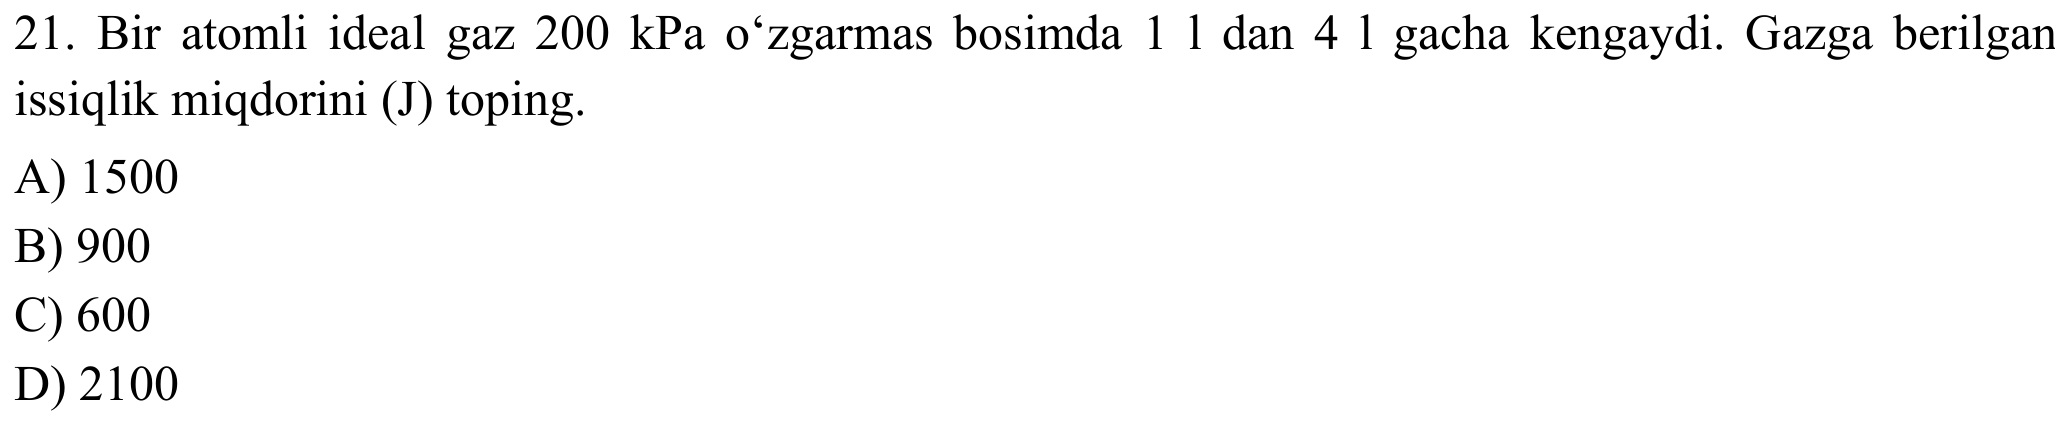 21. Bir atomli ideal gaz 200 kPa o‘zgarmas bosimda 1 l dan 4 l gacha kengaydi. Gazga berilgan
issiqlik miqdorini (J) toping.
A) 1500
B) 900
C) 600
D) 2100